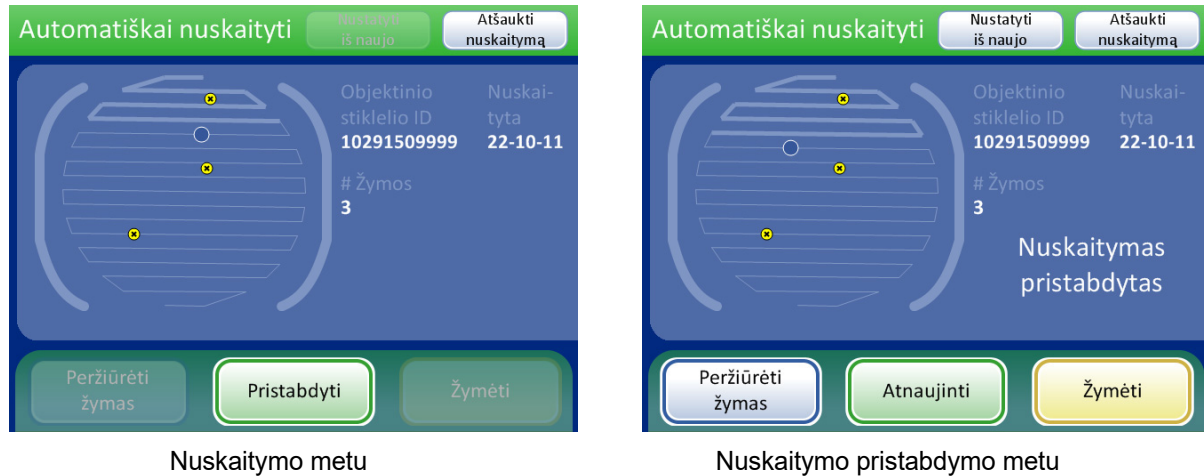 Automatiškai nuskaityti
Nustatyti
iš naujo
Atšaukti
nuskaitymą
Objektinio
stiklelio ID
10291509999
Nuskai-
tyta
22-10-11
# Žymos
3
Peržiūrėti
žymas
Pristabdyti
Žymėti
Nuskaitymo metu
Automatiškai nuskaityti
Nustatyti
iš naujo
Atšaukti
nuskaitymą
Objektinio
stiklelio ID
10291509999
Nuskai-
tyta
22-10-11
# Žymos
3
Nuskaitymas
pristabdytas
Peržiūrėti
žymas
Atnaujinti
Žymėti
Nuskaitymo pristabdymo metu